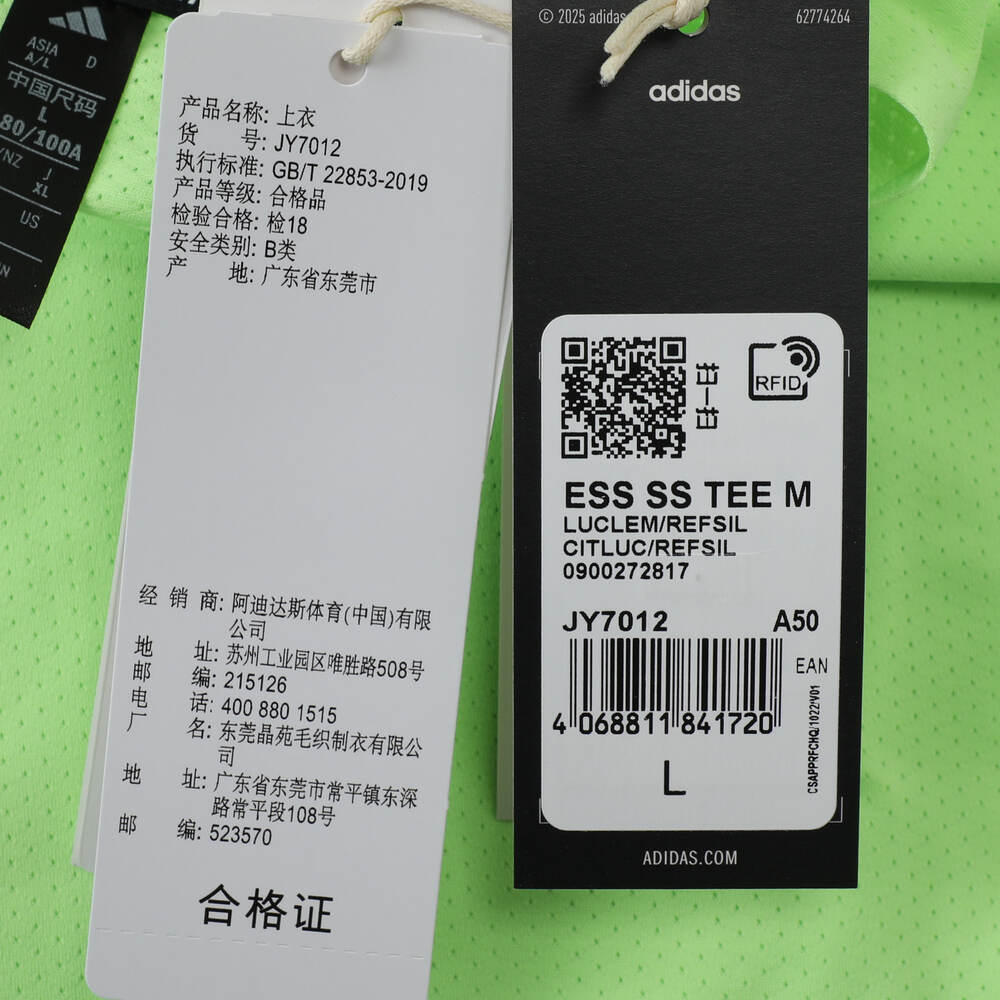 ASIA
A/L
D
中国尺码
L
80/100A
/NZ
J
XL
US
产品名称: 上衣
货 号: JY7012
执行标准: GB/T 22853-2019
产品等级: 合格品
检验合格: 检18
安全类别: B类
产 地: 广东省东莞市
经 销 商: 阿迪达斯体育(中国)有限
公司
地 址: 苏州工业园区唯胜路508号
邮 编: 215126
电 话: 400 880 1515
厂 名: 东莞晶苑毛织制衣有限公
司
地 址: 广东省东莞市常平镇东深
路常平段108号
邮 编: 523570
合格证
© 2025 adidas
62774264
adidas
RFID
ESS SS TEE M
LUCLEM/REFSIL
CITLUC/REFSIL
0900272817
JY7012 A50
EAN
4 068811 841720
CSAPPRFCHQ/1022/V01
L
ADIDAS.COM